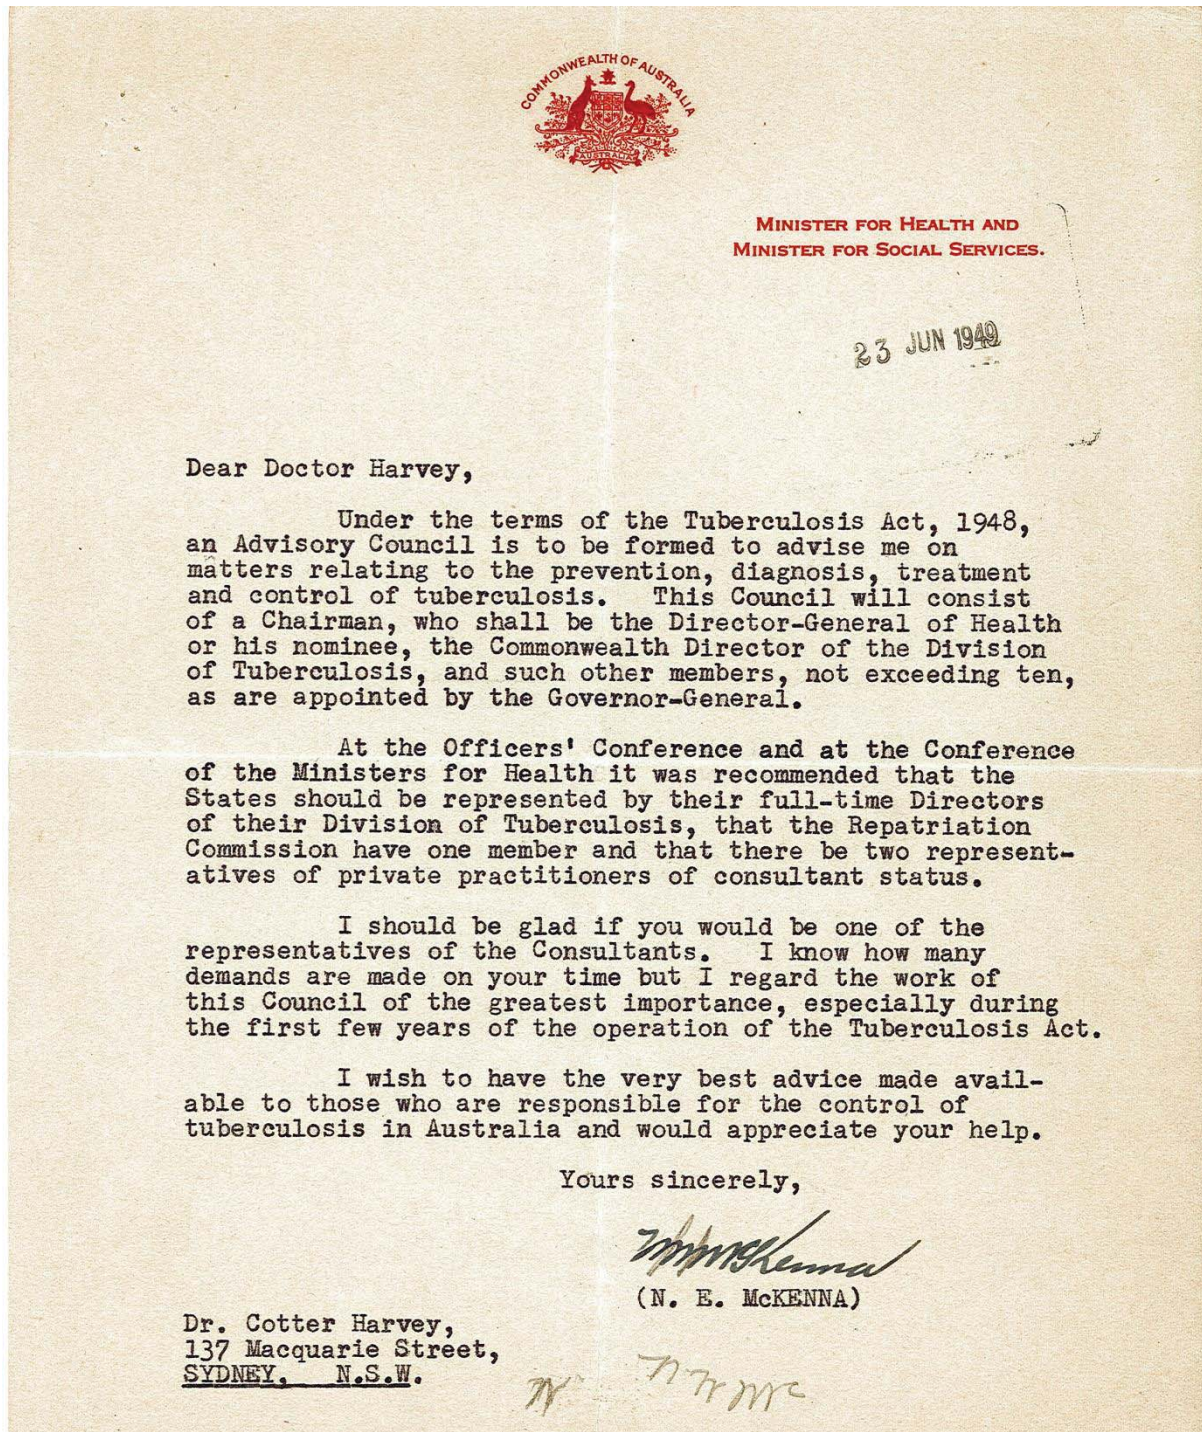 COMMONWEALTH OF AUSTRALIA
AUSTRALIA
MINISTER FOR HEALTH AND
MINISTER FOR SOCIAL SERVICES.
23 JUN 1949
Dear Doctor Harvey,
Under the terms of the Tuberculosis Act, 1948,
an Advisory Council is to be formed to advise me on
matters relating to the prevention, diagnosis, treatment
and control of tuberculosis. This Council will consist
of a Chairman, who shall be the Director-General of Health
or his nominee, the Commonwealth Director of the Division
of Tuberculosis, and such other members, not exceeding ten,
as are appointed by the Governor-General.
At the Officers' Conference and at the Conference
of the Ministers for Health it was recommended that the
States should be represented by their full-time Directors
of their Division of Tuberculosis, that the Repatriation
Commission have one member and that there be two represent-
atives of private practitioners of consultant status.
I should be glad if you would be one of the
representatives of the Consultants. I know how many
demands are made on your time but I regard the work of
this Council of the greatest importance, especially during
the first few years of the operation of the Tuberculosis Act.
I wish to have the very best advice made avail-
able to those who are responsible for the control of
tuberculosis in Australia and would appreciate your help.
Yours sincerely,
McKenna
(N. E. McKENNA)
Dr. Cotter Harvey,
137 Macquarie Street,
SYDNEY, N.S.W.